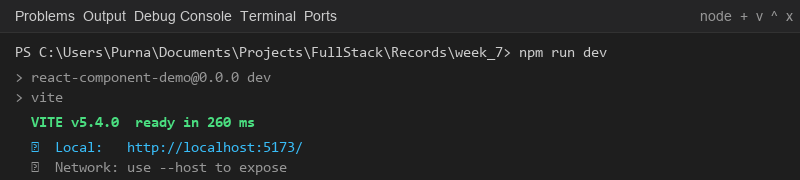 Problems Output Debug Console Terminal Ports node + v ^ x
PS C:\Users\Purna\Documents\Projects\FullStack\Records\week_7> npm run dev
> react-component-demo@0.0.0 dev
> vite
VITE v5.4.0 ready in 260 ms
Local: http://localhost:5173/
Network: use --host to expose